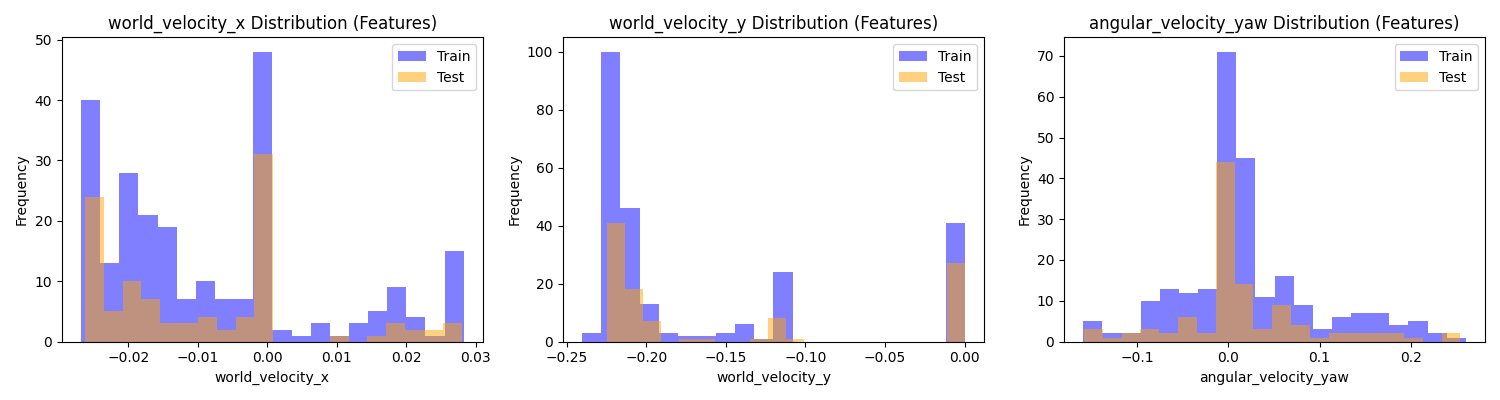 world_velocity_x Distribution (Features)
50
40
30
20
10
0
Frequency
−0.02
−0.01
0.00
0.01
0.02
0.03
world_velocity_x
Train
Test
world_velocity_y Distribution (Features)
100
80
60
40
20
0
Frequency
−0.25
−0.20
−0.15
−0.10
−0.05
0.00
world_velocity_y
Train
Test
angular_velocity_yaw Distribution (Features)
70
60
50
40
30
20
10
0
Frequency
−0.1
0.0
0.1
0.2
angular_velocity_yaw
Train
Test